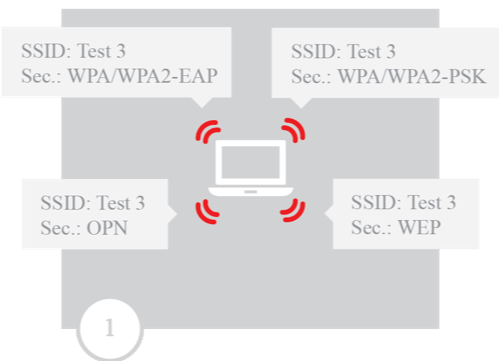 SSID: Test 3
Sec.: WPA/WPA2-EAP
SSID: Test 3
Sec.: WPA/WPA2-PSK
SSID: Test 3
Sec.: OPN
SSID: Test 3
Sec.: WEP
1